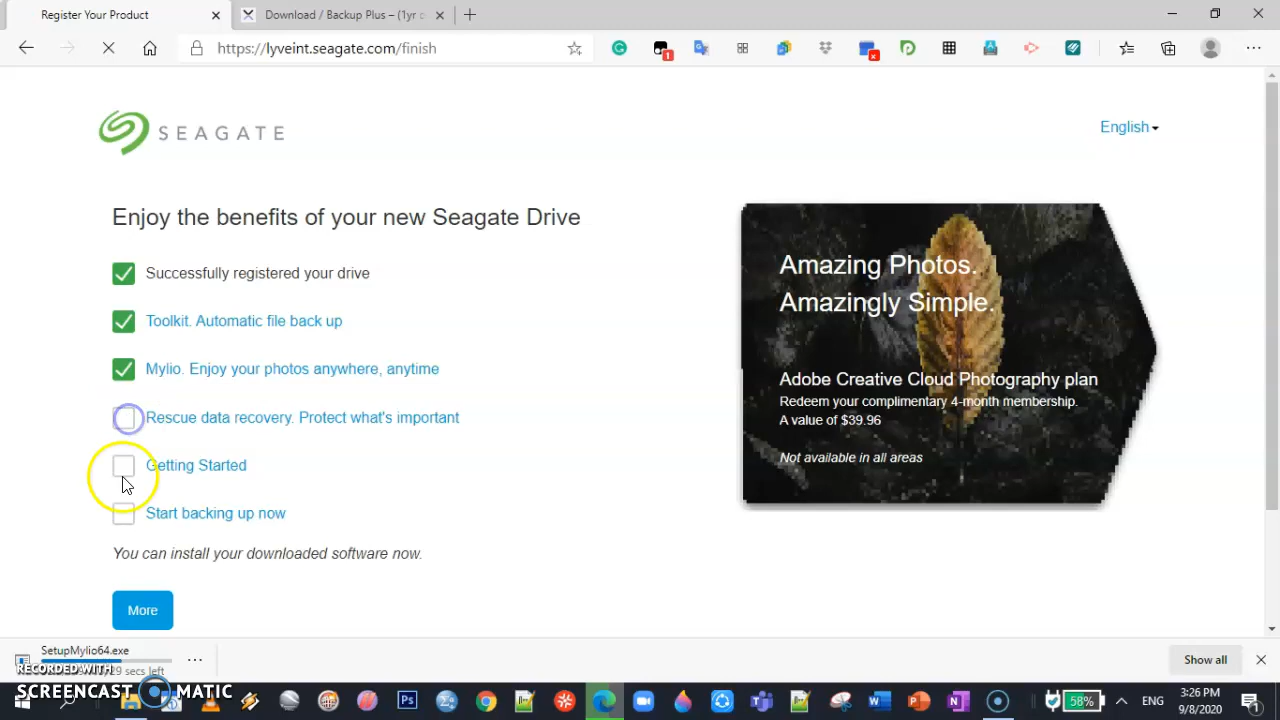 Register Your Product
Download / Backup Plus – (1yr
https://lyveint.seagate.com/finish
1
SEAGATE
English
Enjoy the benefits of your new Seagate Drive
Successfully registered your drive
Toolkit. Automatic file back up
Mylio. Enjoy your photos anywhere, anytime
Rescue data recovery. Protect what's important
Getting Started
Start backing up now
You can install your downloaded software now.
More
Amazing Photos.
Amazingly Simple.
Adobe Creative Cloud Photography plan
Redeem your complimentary 4-month membership.
A value of $39.96
Not available in all areas
SetupMylio64.exe
29 secs left
Show all
RECORDED WITH
SCREENCAST MATIC
Ps
58%
ENG
3:26 PM
9/8/2020